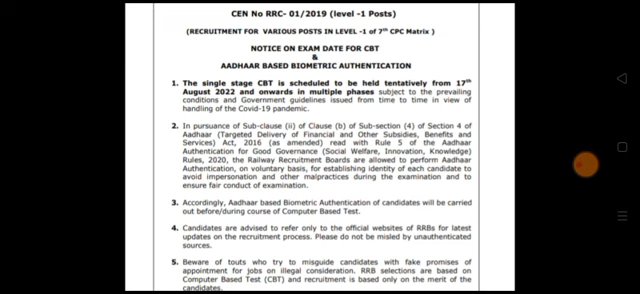 CEN No RRC- 01/2019 (level -1 Posts)
(RECRUITMENT FOR VARIOUS POSTS IN LEVEL -1 of 7th CPC Matrix )
NOTICE ON EXAM DATE FOR CBT
&
AADHAAR BASED BIOMETRIC AUTHENTICATION
1. The single stage CBT is scheduled to be held tentatively from 17th
August 2022 and onwards in multiple phases subject to the prevailing
conditions and Government guidelines issued from time to time in view of
handling of the Covid-19 pandemic.
2. In pursuance of Sub-clause (ii) of Clause (b) of Sub-section (4) of Section 4 of
Aadhaar (Targeted Delivery of Financial and Other Subsidies, Benefits and
Services) Act, 2016 (as amended) read with Rule 5 of the Aadhaar
Authentication for Good Governance (Social Welfare, Innovation, Knowledge)
Rules, 2020, the Railway Recruitment Boards are allowed to perform Aadhaar
Authentication, on voluntary basis, for establishing identity of each candidate to
avoid impersonation and other malpractices during the examination and to
ensure fair conduct of examination.
3. Accordingly, Aadhaar based Biometric Authentication of candidates will be carried
out before/during course of Computer Based Test.
4. Candidates are advised to refer only to the official websites of RRBs for latest
updates on the recruitment process. Please do not be misled by unauthenticated
sources.
5. Beware of touts who try to misguide candidates with fake promises of
appointment for jobs on illegal consideration. RRB selections are based on
Computer Based Test (CBT) and recruitment is based only on the merit of the
candidates.